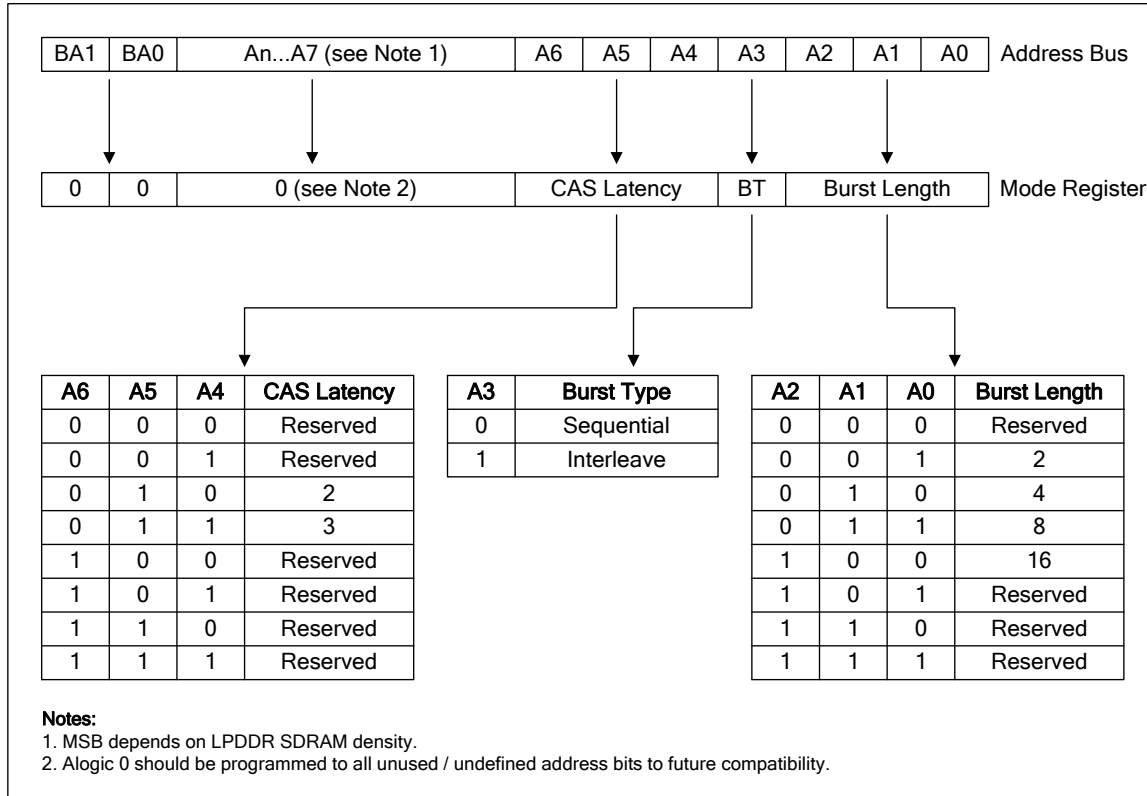 BA1 BA0 An...A7 (see Note 1) A6 A5 A4 A3 A2 A1 A0 Address Bus
0 0 0 (see Note 2) CAS Latency BT Burst Length Mode Register
A6 A5 A4 CAS Latency
0 0 0 Reserved
0 0 1 Reserved
0 1 0 2
0 1 1 3
1 0 0 Reserved
1 0 1 Reserved
1 1 0 Reserved
1 1 1 Reserved
A3 Burst Type
0 Sequential
1 Interleave
A2 A1 A0 Burst Length
0 0 0 Reserved
0 0 1 2
0 1 0 4
0 1 1 8
1 0 0 16
1 0 1 Reserved
1 1 0 Reserved
1 1 1 Reserved
Notes:
1. MSB depends on LPDDR SDRAM density.
2. Alogic 0 should be programmed to all unused / undefined address bits to future compatibility.